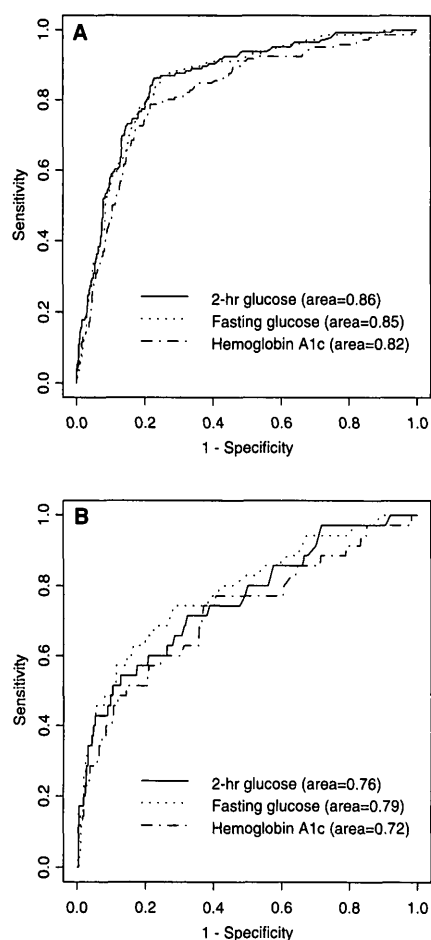 A
1.0
0.8
0.6
0.4
0.2
0.0
Sensitivity
2-hr glucose (area=0.86)
Fasting glucose (area=0.85)
Hemoglobin A1c (area=0.82)
0.0 0.2 0.4 0.6 0.8 1.0
1 - Specificity
B
1.0
0.8
0.6
0.4
0.2
0.0
Sensitivity
2-hr glucose (area=0.76)
Fasting glucose (area=0.79)
Hemoglobin A1c (area=0.72)
0.0 0.2 0.4 0.6 0.8 1.0
1 - Specificity